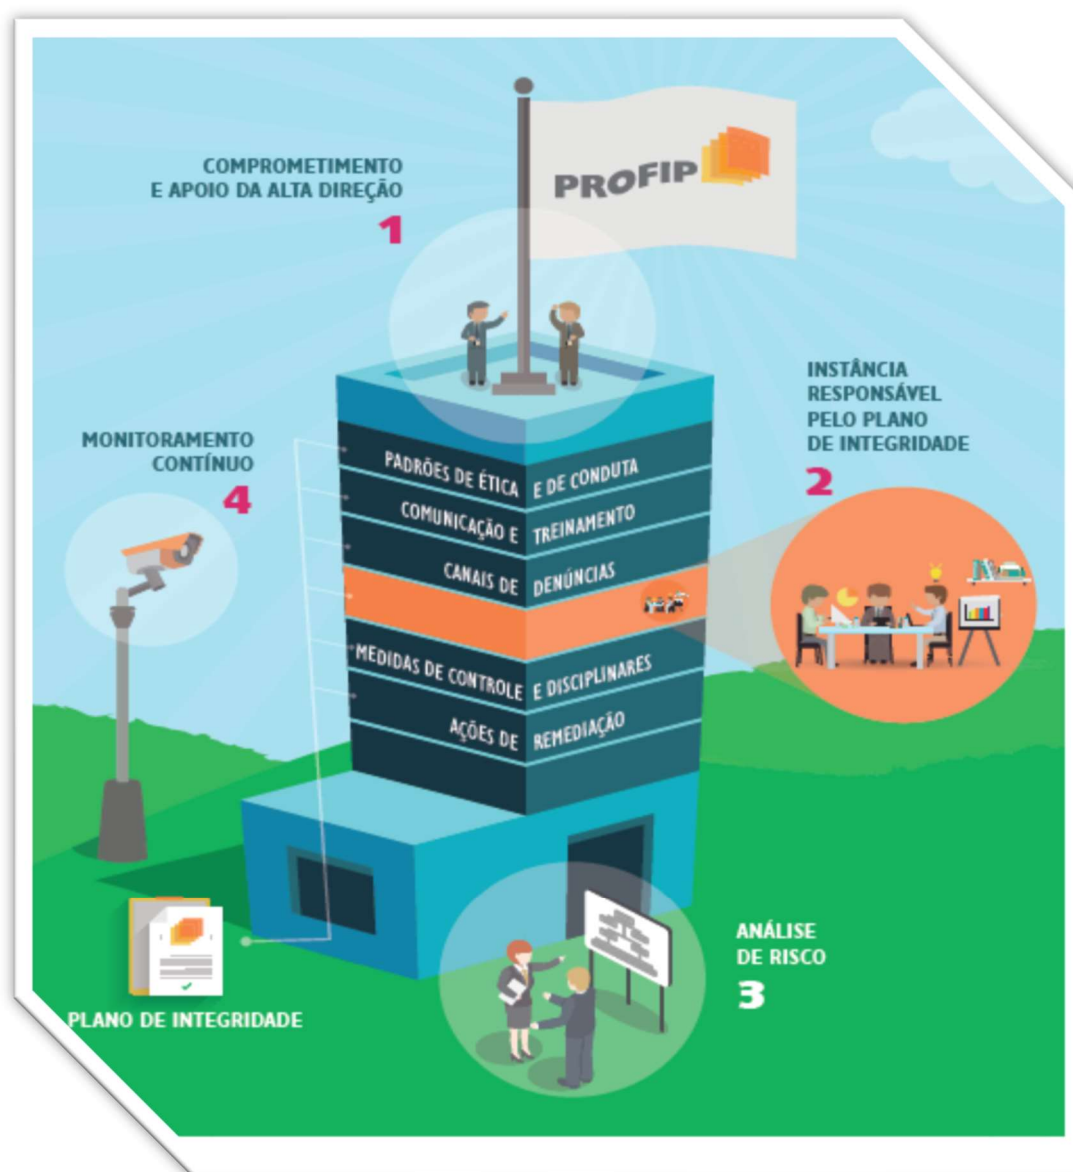 PROFIP
COMPROMETIMENTO
E APOIO DA ALTA DIREÇÃO
1
INSTÂNCIA
RESPONSÁVEL
PELO PLANO
DE INTEGRIDADE
2
MONITORAMENTO
CONTÍNUO
4
PADRÕES DE ÉTICA E DE CONDUTA
COMUNICAÇÃO E TREINAMENTO
CANAIS DE DENÚNCIAS
MEDIDAS DE CONTROLE E DISCIPLINARES
AÇÕES DE REMEDIAÇÃO
ANÁLISE
DE RISCO
3
PLANO DE INTEGRIDADE